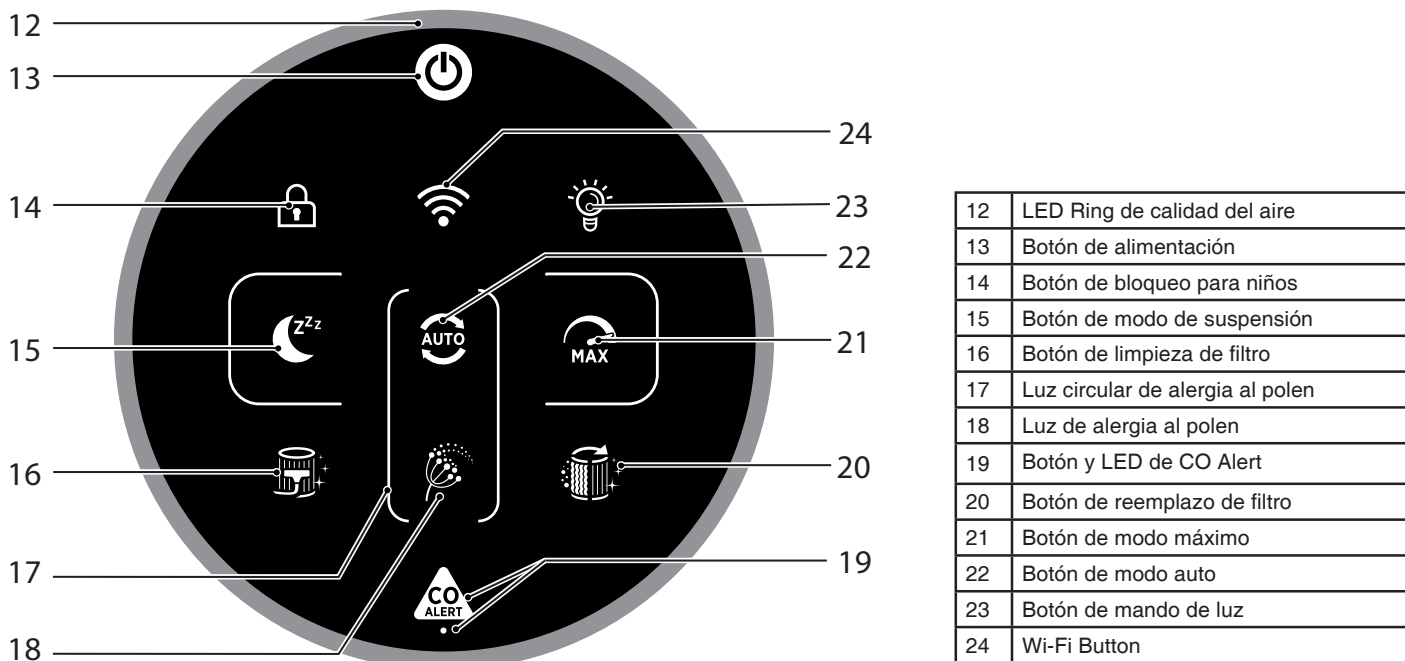 12
13
24
14
23
22
ZZZ
AUTO
MAX
15
21
16
20
17
CO
ALERT
19
18
12 LED Ring de calidad del aire
13 Botón de alimentación
14 Botón de bloqueo para niños
15 Botón de modo de suspensión
16 Botón de limpieza de filtro
17 Luz circular de alergia al polen
18 Luz de alergia al polen
19 Botón y LED de CO Alert
20 Botón de reemplazo de filtro
21 Botón de modo máximo
22 Botón de modo auto
23 Botón de mando de luz
24 Wi-Fi Button